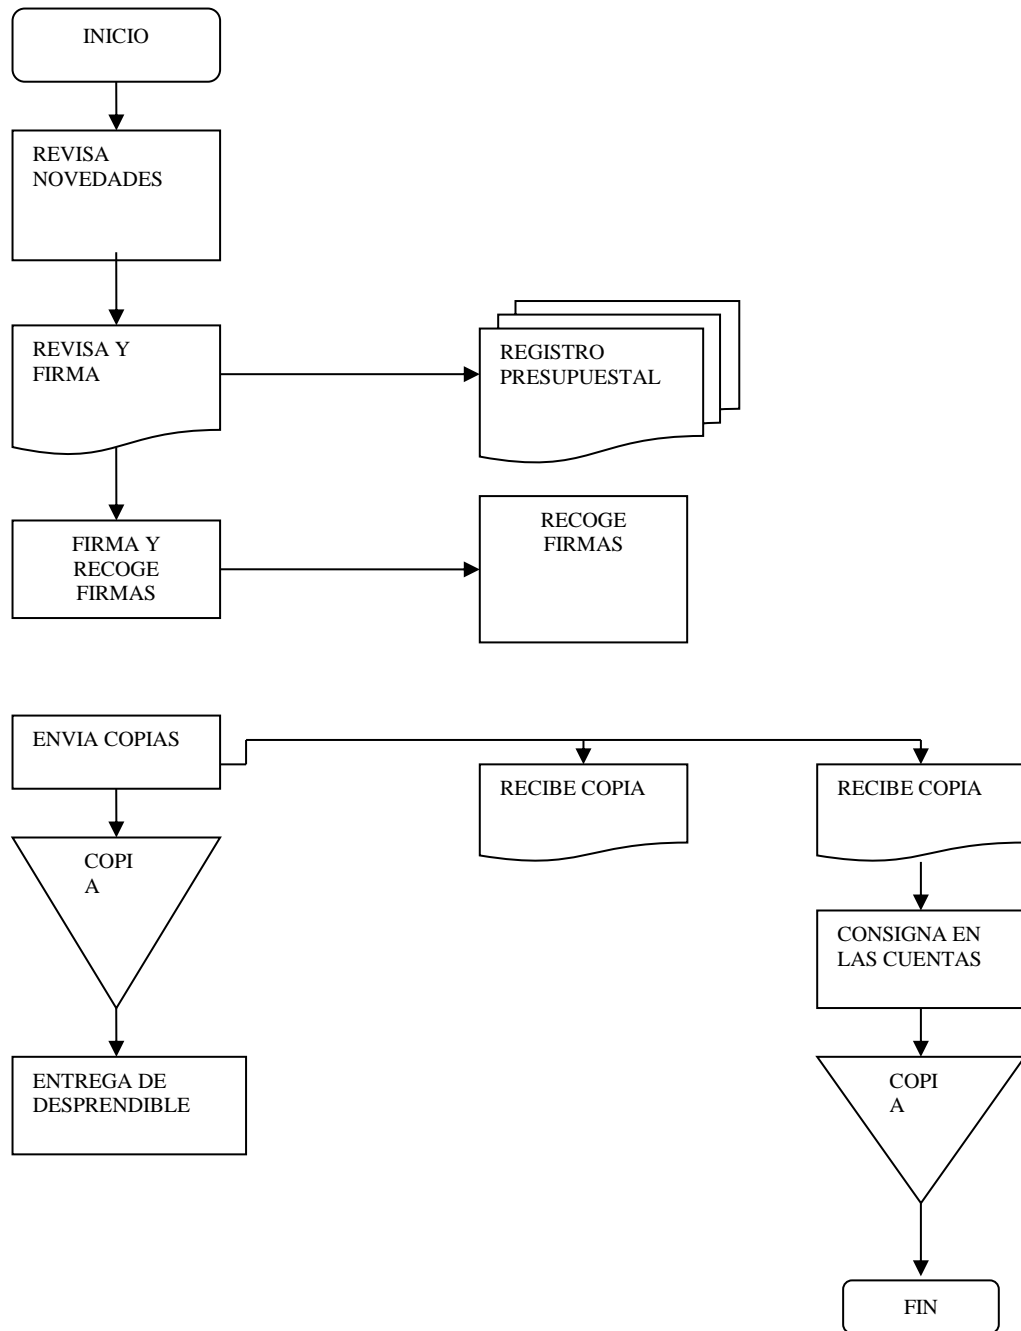 INICIO
REVISA
NOVEDADES
REVISA Y
FIRMA
REGISTRO
PRESUPUESTAL
FIRMA Y
RECOGE
FIRMAS
RECOGE
FIRMAS
ENVIA COPIAS
RECIBE COPIA
RECIBE COPIA
COPI
A
CONSIGNA EN
LAS CUENTAS
ENTREGA DE
DESPRENDIBLE
COPI
A
FIN